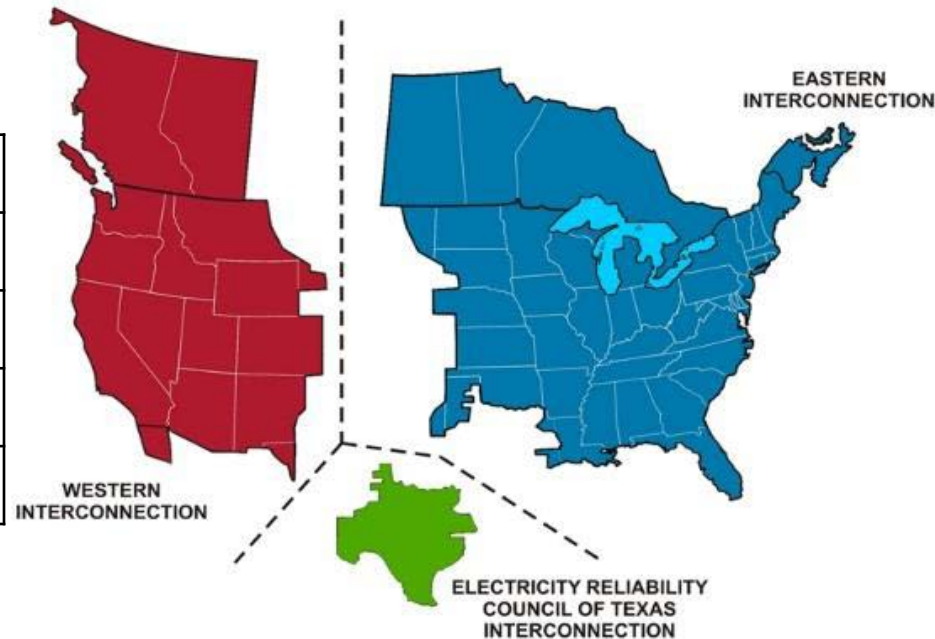 EASTERN
INTERCONNECTION
WESTERN
INTERCONNECTION
ELECTRICITY RELIABILITY
COUNCIL OF TEXAS
INTERCONNECTION